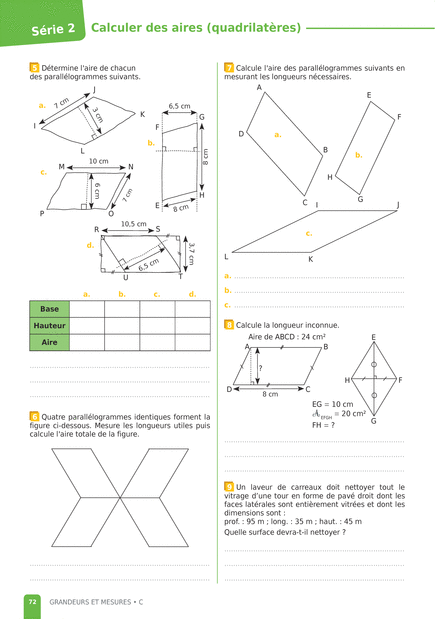 Série 2
Calculer des aires (quadrilatères)
5 Détermine l'aire de chacun
des parallélogrammes suivants.
a.
7 cm
J
3 cm
K
I
L
b.
6,5 cm
F
G
8 cm
E
H
8 cm
c.
M
10 cm
N
6 cm
7 cm
P
O
d.
10,5 cm
R
S
3,7 cm
6,5 cm
U
T
a. b. c. d.
Base
Hauteur
Aire
6 Quatre parallélogrammes identiques forment la
figure ci-dessous. Mesure les longueurs utiles puis
calcule l'aire totale de la figure.
7 Calcule l'aire des parallélogrammes suivants en
mesurant les longueurs nécessaires.
A
D
a.
B
C
E
F
b.
H
G
I
J
c.
L
K
a.
b.
c.
8 Calcule la longueur inconnue.
Aire de ABCD : 24 cm²
A
B
?
D
C
8 cm
E
H
F
G
EG = 10 cm
𝒜EFGH = 20 cm²
FH = ?
9 Un laveur de carreaux doit nettoyer tout le
vitrage d'une tour en forme de pavé droit dont les
faces latérales sont entièrement vitrées et dont les
dimensions sont :
prof. : 95 m ; long. : 35 m ; haut. : 45 m
Quelle surface devra-t-il nettoyer ?
72 GRANDEURS ET MESURES • C